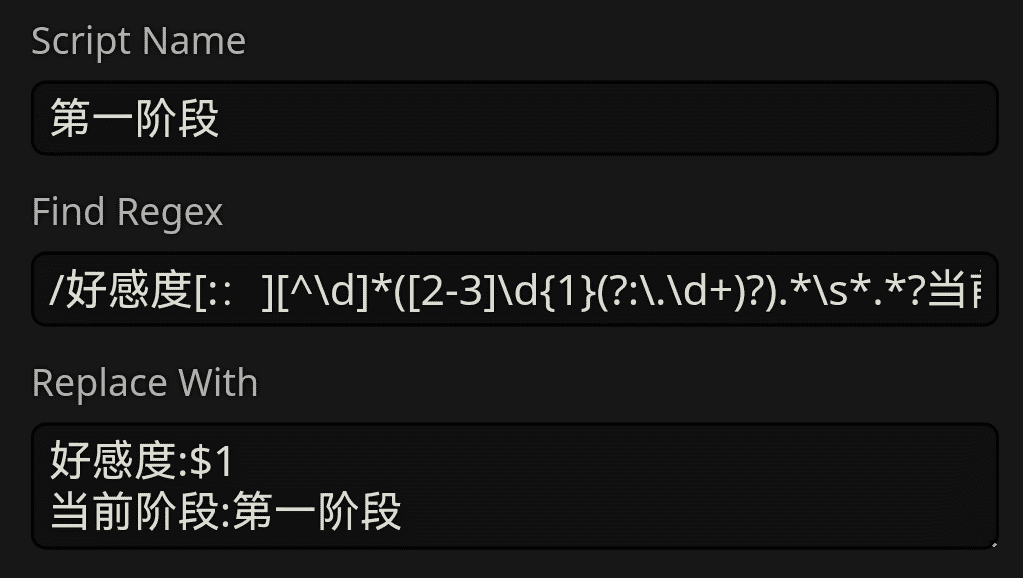 Script Name
第一阶段
Find Regex
/好感度[:： ][^\d]*([2-3]\d{1}(?:\.\d+)?).*\s*.*?当
Replace With
好感度:$1
当前阶段:第一阶段